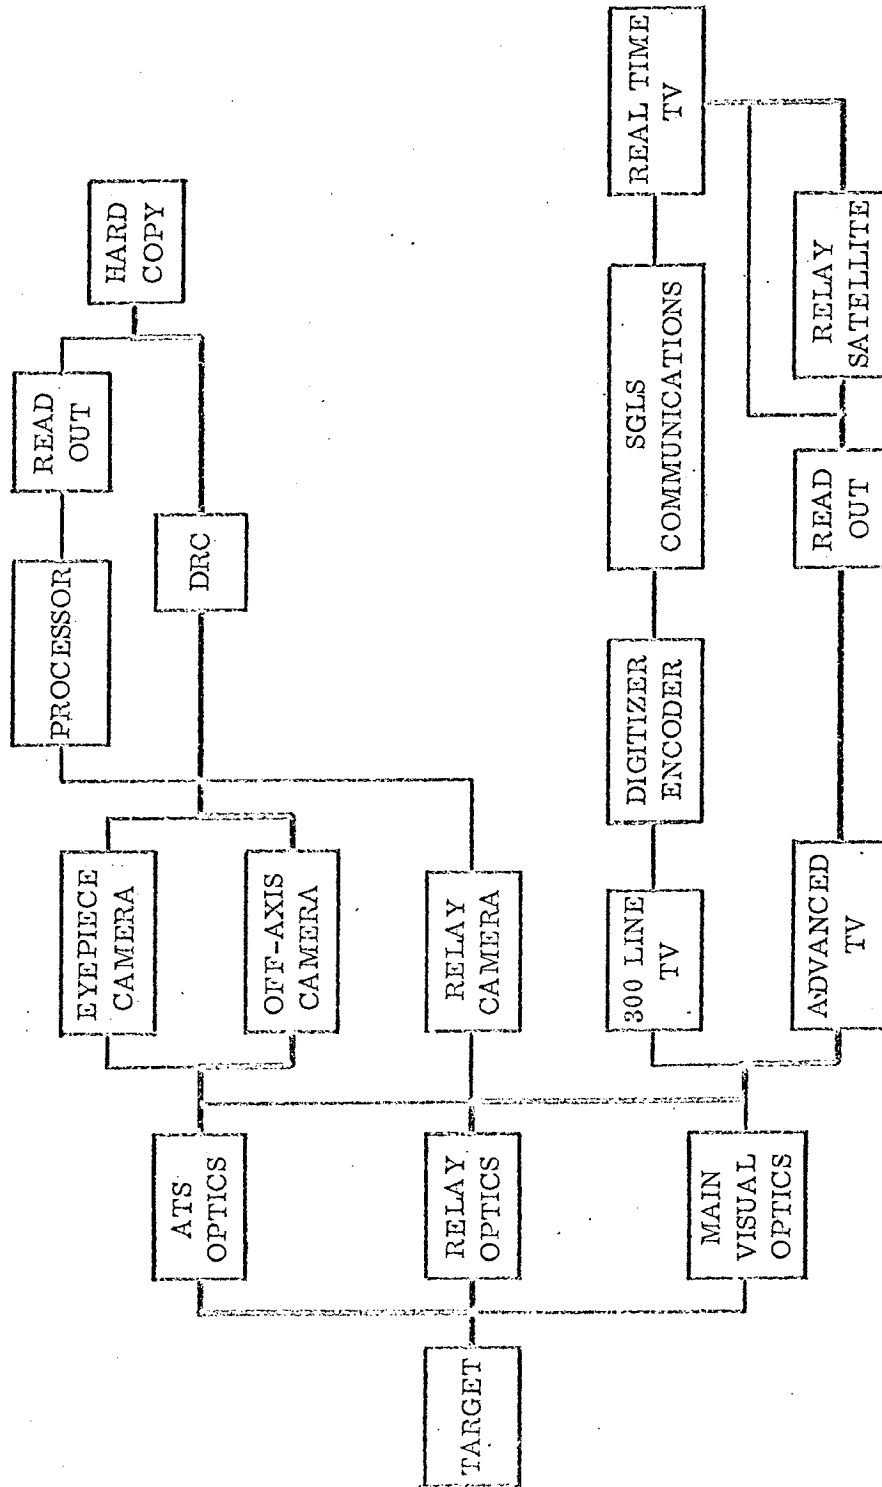 TARGET
ATS
OPTICS
RELAY
OPTICS
MAIN
VISUAL
OPTICS
EYEPIECE
CAMERA
OFF-AXIS
CAMERA
RELAY
CAMERA
300 LINE
TV
ADVANCED
TV
PROCESSOR
DRC
DIGITIZER
ENCODER
READ
OUT
SGLS
COMMUNICATIONS
READ
OUT
HARD
COPY
RELAY
SATELLITE
REAL TIME
TV